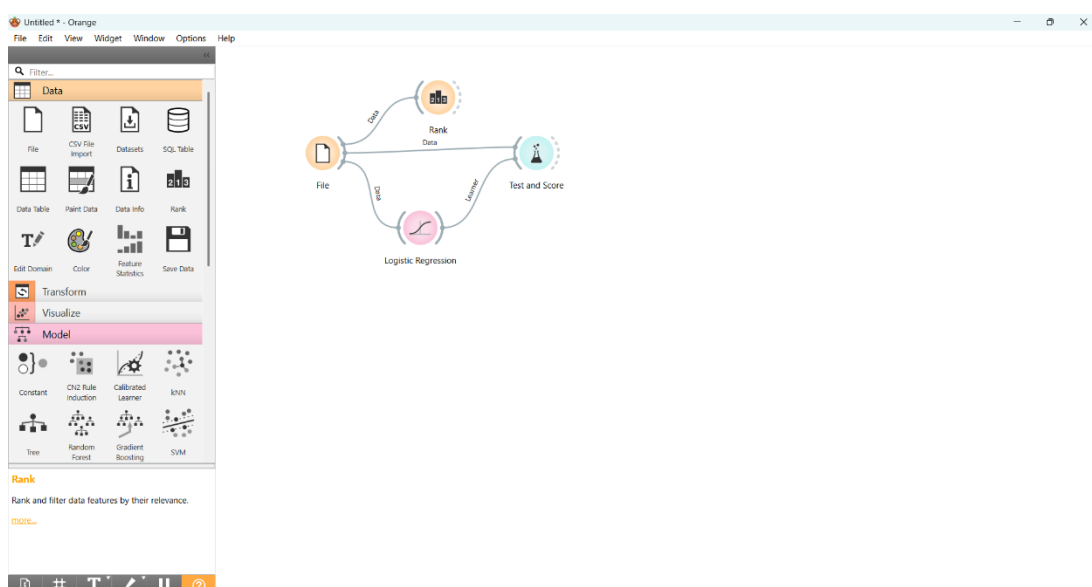 Untitled * - Orange
File Edit View Widget Window Options Help
Filter...
Data
File
CSV File Import
Datasets
SQL Table
Data Table
Paint Data
Data Info
Rank
Edit Domain
Color
Feature Statistics
Save Data
Transform
Visualize
Model
Constant
CN2 Rule Induction
Calibrated Learner
kNN
Tree
Random Forest
Gradient Boosting
SVM
Rank
Rank and filter data features by their relevance.
more...
Data
Rank
Data
File
Data
Learner
Test and Score
Logistic Regression